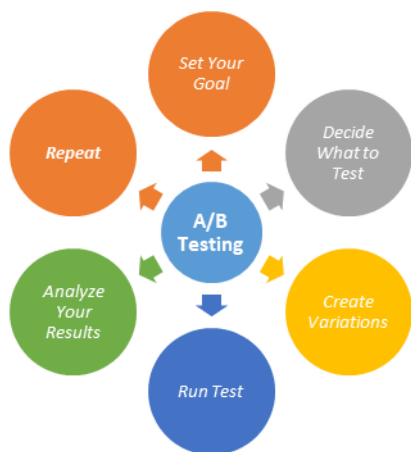 Set Your
Goal
Decide
What to
Test
Create
Variations
Run Test
Analyze
Your
Results
Repeat
A/B
Testing